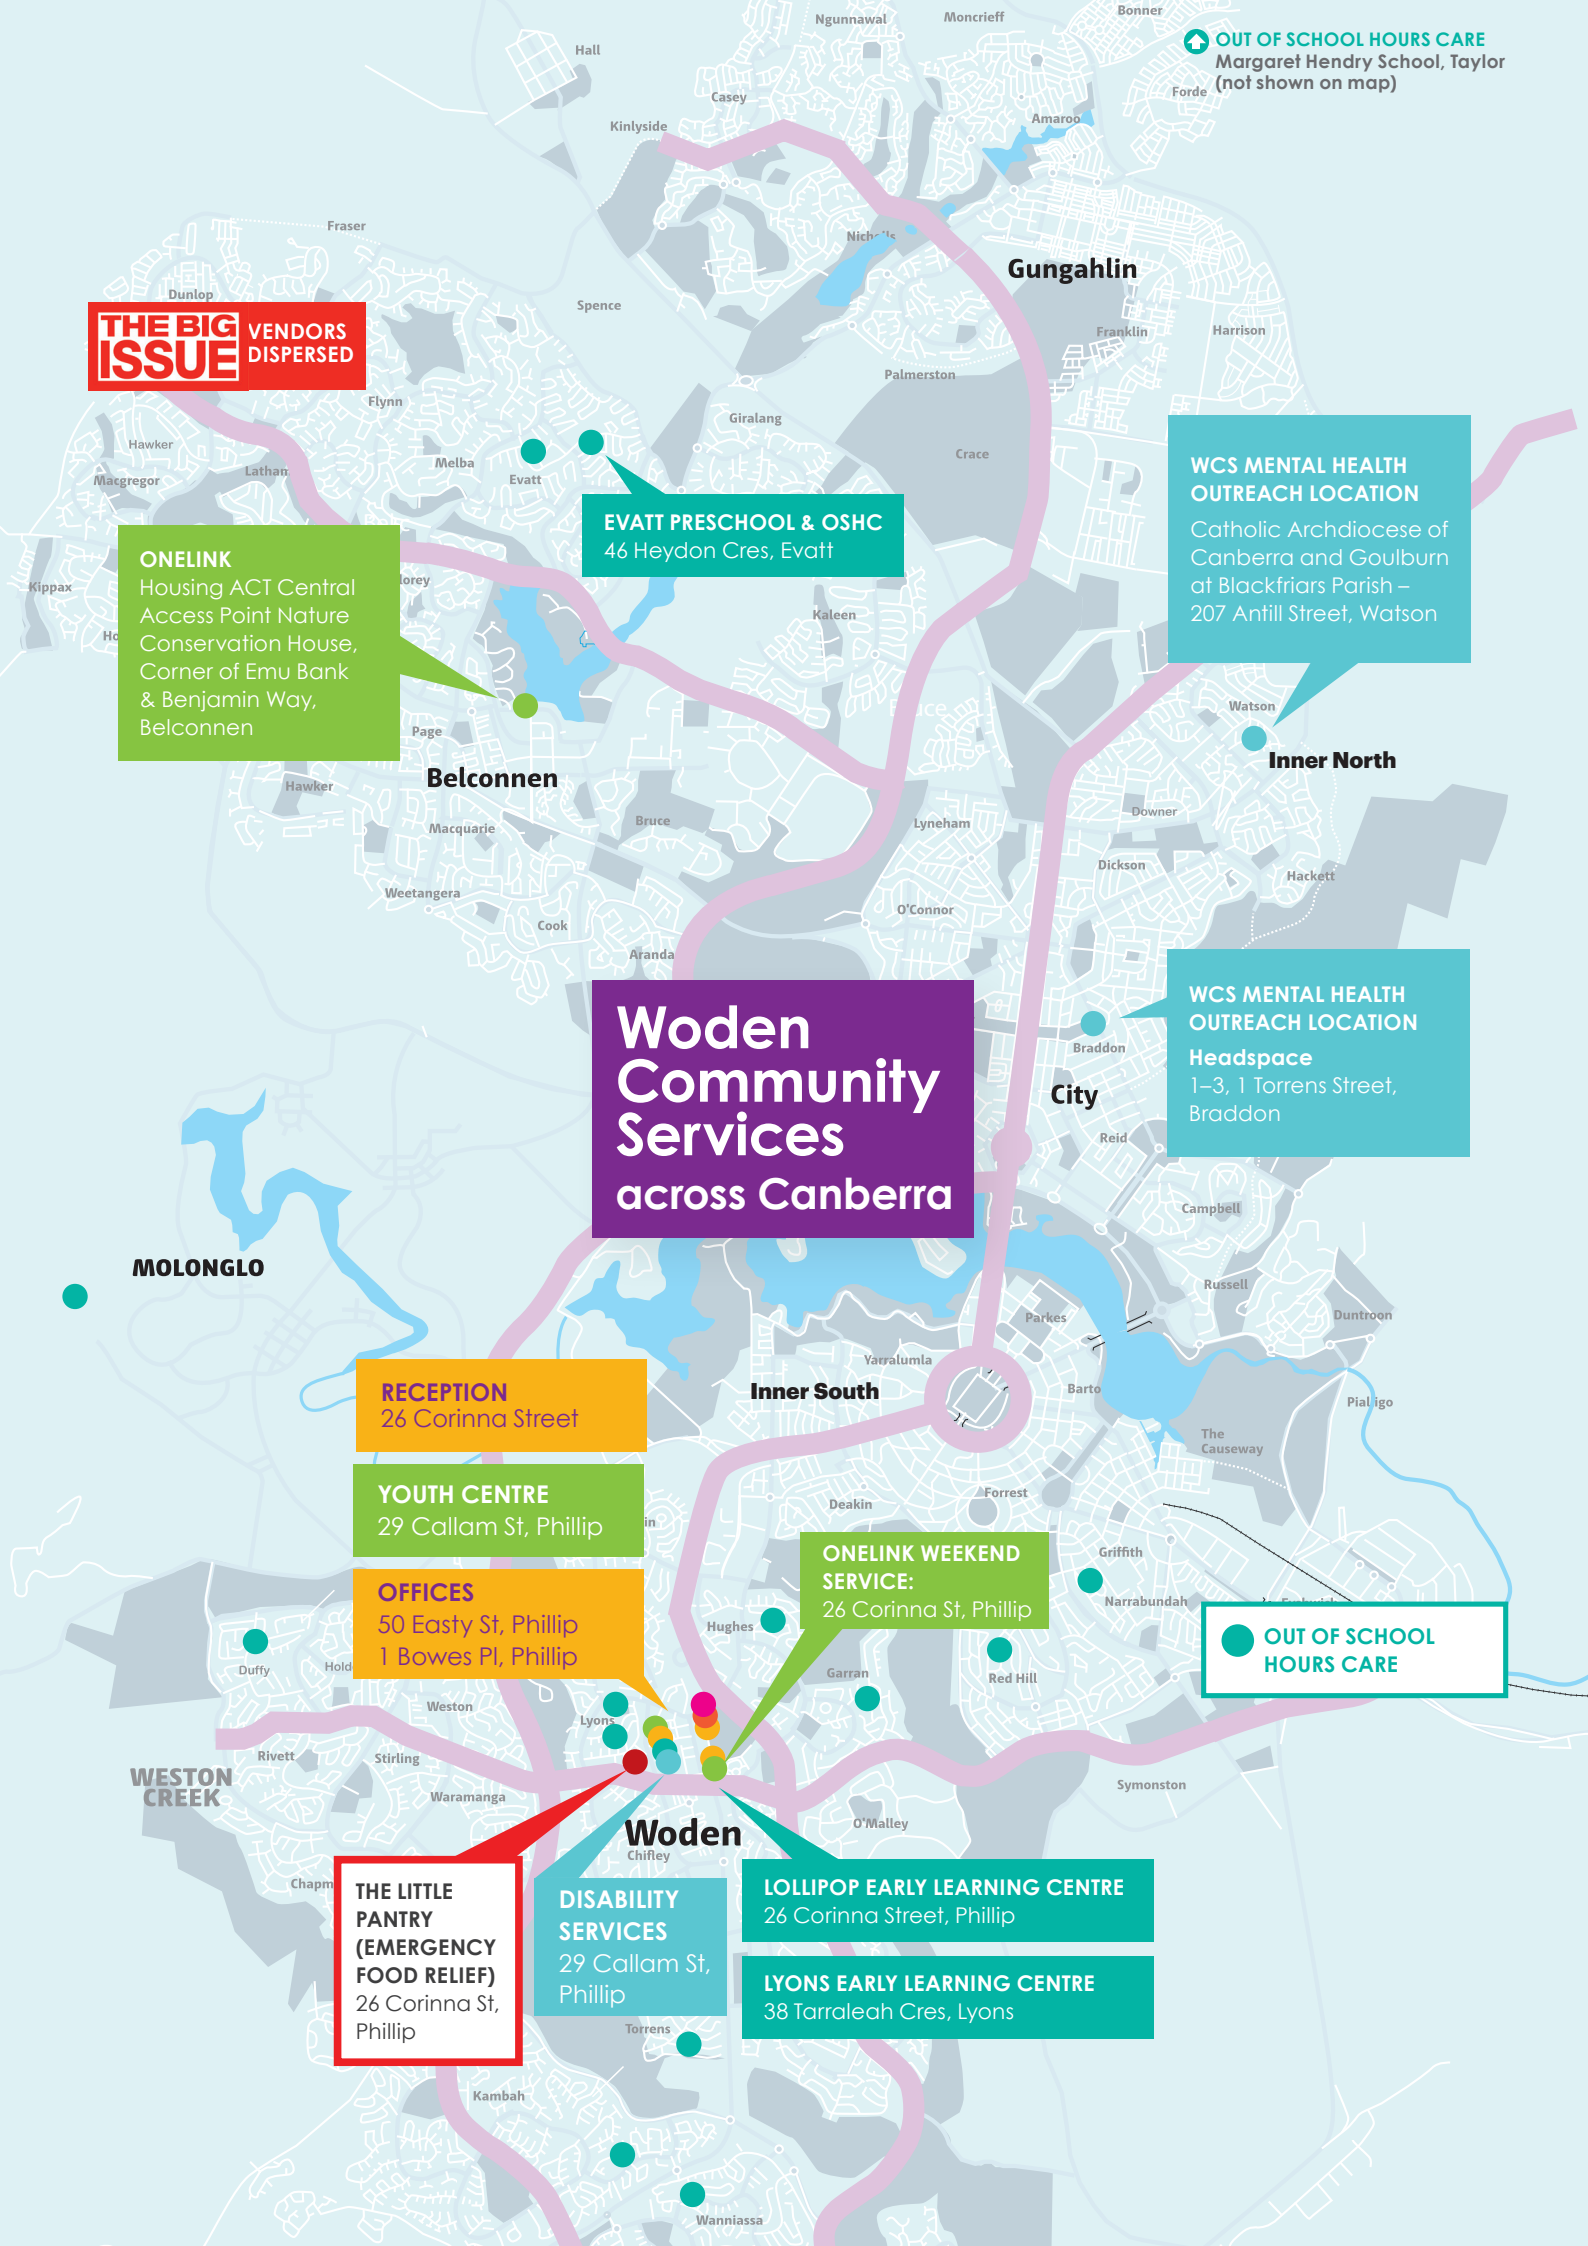 Bonner
Ngunnawal
Moncrieff
Hall
OUT OF SCHOOL HOURS CARE
Margaret Hendry School, Taylor
(not shown on map)
Forde
Casey
Amaroo
Kinlyside
Fraser
Nicholls
Gungahlin
Dunlop
Spence
THE BIG
ISSUE
VENDORS
DISPERSED
Franklin
Harrison
Palmerston
Flynn
Giralang
Hawker
Crace
Melba
Latham
Macgregor
Evatt
WCS MENTAL HEALTH
OUTREACH LOCATION
Catholic Archdiocese of
Canberra and Goulburn
at Blackfriars Parish –
207 Antill Street, Watson
EVATT PRESCHOOL & OSHC
46 Heydon Cres, Evatt
ONELINK
Housing ACT Central
Access Point Nature
Conservation House,
Corner of Emu Bank
& Benjamin Way,
Belconnen
lorey
Kippax
Ho
Kaleen
Watson
Bruce
Page
Inner North
Belconnen
Hawker
Downer
Macquarie
Bruce
Lyneham
Dickson
Hackett
Weetangera
O'Connor
Cook
Aranda
Woden
Community
Services
across Canberra
WCS MENTAL HEALTH
OUTREACH LOCATION
Headspace
1–3, 1 Torrens Street,
Braddon
Braddon
City
Reid
Campbell
MOLONGLO
Russell
Parkes
Duntroon
Yarralumla
Inner South
Barto
Pialligo
RECEPTION
26 Corinna Street
The
Causeway
YOUTH CENTRE
29 Callam St, Phillip
in
Deakin
Forrest
Griffith
ONELINK WEEKEND
SERVICE:
26 Corinna St, Phillip
OFFICES
50 Easty St, Phillip
1 Bowes Pl, Phillip
Narrabundah
Hughes
OUT OF SCHOOL
HOURS CARE
Duffy
Hold
Garran
Red Hill
Weston
Lyons
Rivett
Stirling
WESTON
CREEK
Symonston
Waramanga
O'Malley
Woden
Chifley
Chapm
THE LITTLE
PANTRY
(EMERGENCY
FOOD RELIEF)
26 Corinna St,
Phillip
DISABILITY
SERVICES
29 Callam St,
Phillip
LOLLIPOP EARLY LEARNING CENTRE
26 Corinna Street, Phillip
LYONS EARLY LEARNING CENTRE
38 Tarraleah Cres, Lyons
Torrens
Kambah
Wanniassa